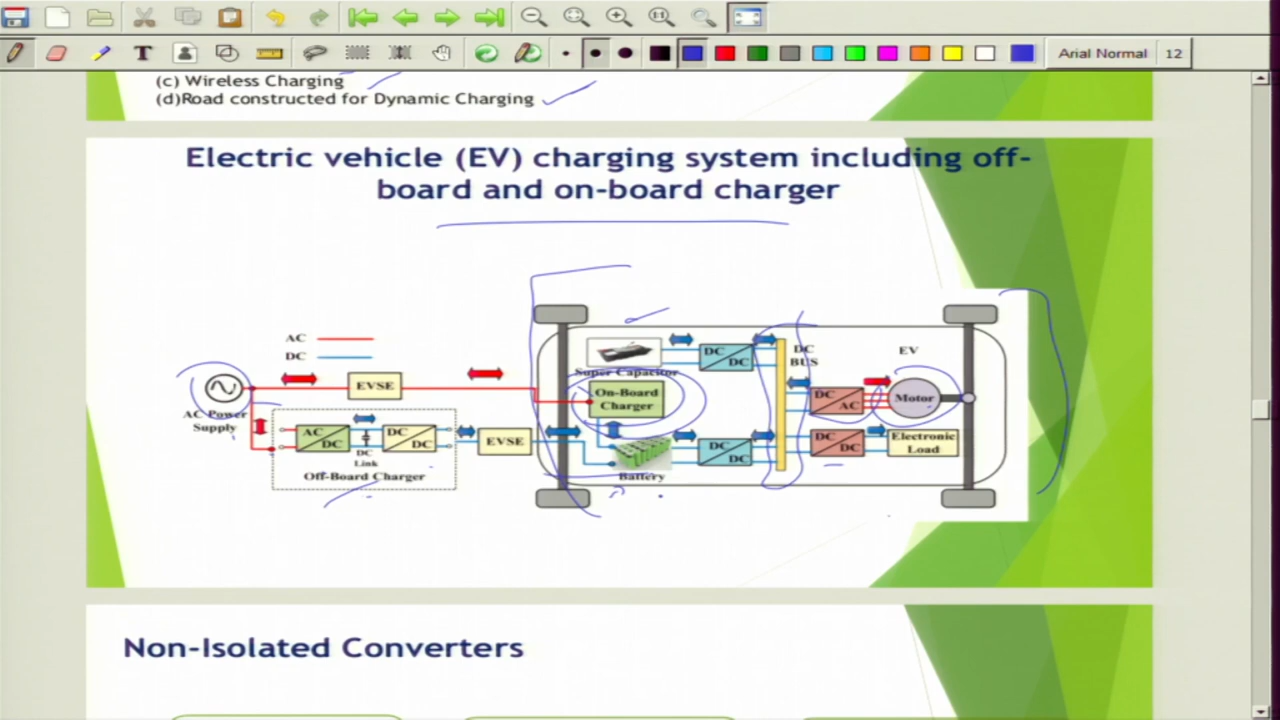 T
Arial Normal 12
(c) Wireless Charging
(d)Road constructed for Dynamic Charging
Electric vehicle (EV) charging system including off-
board and on-board charger
AC
DC
EVSE
AC Power
Supply
AC
DC
DC
Link
DC
DC
Off-Board Charger
EVSE
Super Capacitor
DC
DC
On-Board
Charger
Battery
DC
DC
DC
BUS
EV
DC
AC
Motor
DC
DC
Electronic
Load
Non-Isolated Converters